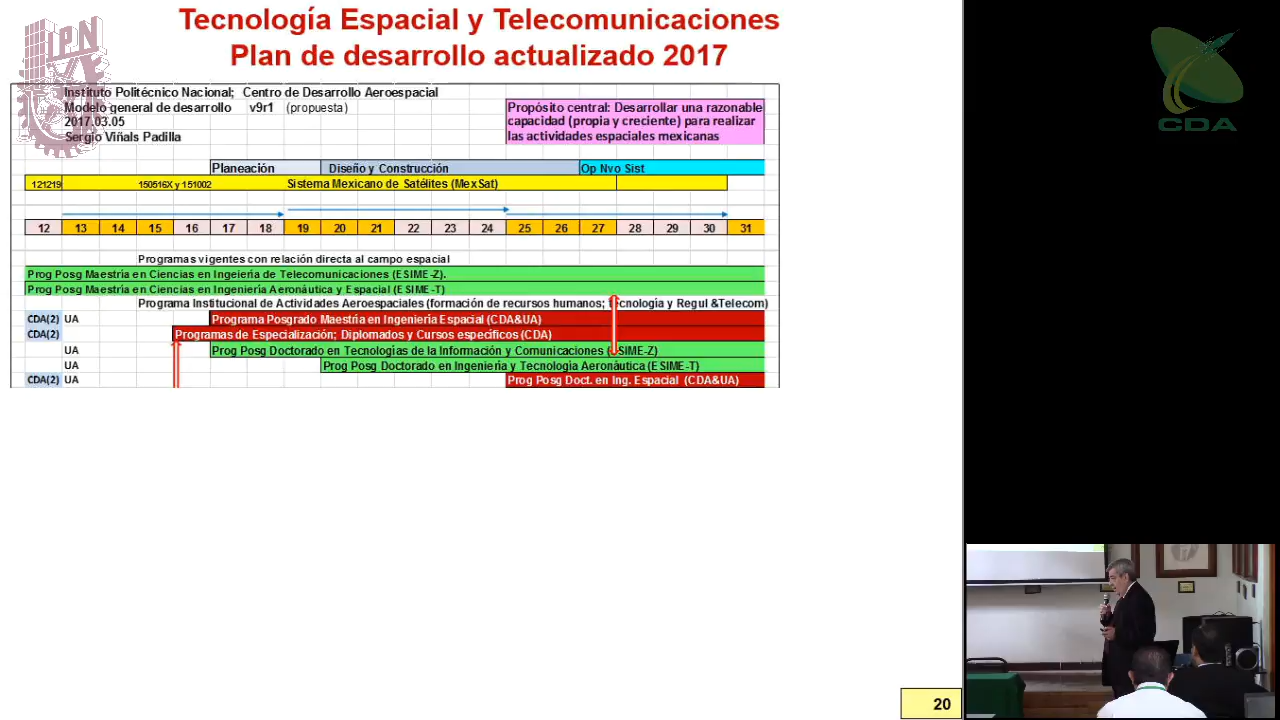 Tecnología Espacial y Telecomunicaciones
Plan de desarrollo actualizado 2017
IPN
CDA
Instituto Politécnico Nacional; Centro de Desarrollo Aeroespacial
Modelo general de desarrollo v9r1 (propuesta)
2017.03.05
Sergio Viñals Padilla
Propósito central: Desarrollar una razonable
capacidad (propia y creciente) para realizar
las actividades espaciales mexicanas
Planeación Diseño y Construcción Op Nvo Sist
121219 150516X y 151002 Sistema Mexicano de Satélites (MexSat)
12 13 14 15 16 17 18 19 20 21 22 23 24 25 26 27 28 29 30 31
Programas vigentes con relación directa al campo espacial
Prog Posg Maestría en Ciencias en Ingeiería de Telecomunicaciones (ESIME-Z).
Prog Posg Maestría en Ciencias en Ingeniería Aeronáutica y Espacial (ESIME-T)
Programa Institucional de Actividades Aeroespaciales (formación de recursos humanos; Tecnología y Regul &Telecom)
CDA(2) UA Programa Posgrado Maestría en Ingeniería Espacial (CDA&UA)
CDA(2) Programas de Especialización; Diplomados y Cursos específicos (CDA)
UA Prog Posg Doctorado en Tecnologías de la Información y Comunicaciones (ESIME-Z)
UA Prog Posg Doctorado en Ingeniería y Tecnología Aeronáutica (ESIME-T)
CDA(2) UA Prog Posg Doct. en Ing. Espacial (CDA&UA)
20